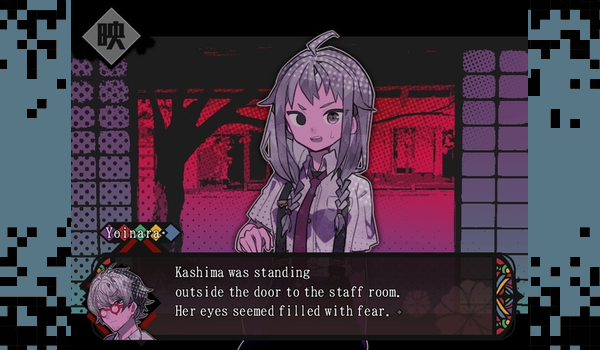 映
Yoinara
Kashima was standing
outside the door to the staff room.
Her eyes seemed filled with fear.